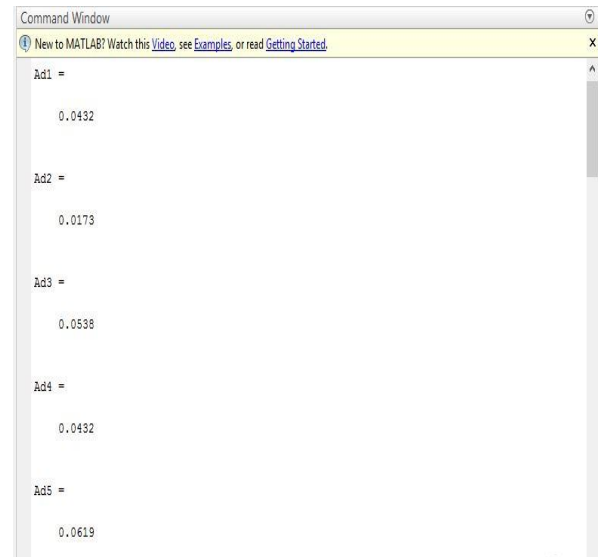 Command Window
New to MATLAB? Watch this Video, see Examples, or read Getting Started.
Ad1 =
0.0432
Ad2 =
0.0173
Ad3 =
0.0538
Ad4 =
0.0432
Ad5 =
0.0619